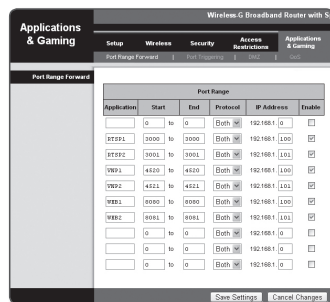 Wireless-G Broadband Router with S
Applications & Gaming
Setup Wireless Security Access Restrictions Applications & Gaming
Port Range Forward | Port Triggering | DMZ | QoS
Port Range Forward
Port Range
Application Start End Protocol IP Address Enable
0 to 0 Both 192.168.1. 0
RTSP1 3000 to 3000 Both 192.168.1. 100
RTSP2 3001 to 3001 Both 192.168.1. 101
VNP1 4520 to 4520 Both 192.168.1. 100
VNP2 4521 to 4521 Both 192.168.1. 101
WEB1 8080 to 8080 Both 192.168.1. 100
WEB2 8081 to 8081 Both 192.168.1. 101
0 to 0 Both 192.168.1. 0
0 to 0 Both 192.168.1. 0
0 to 0 Both 192.168.1. 0
Save Settings Cancel Changes